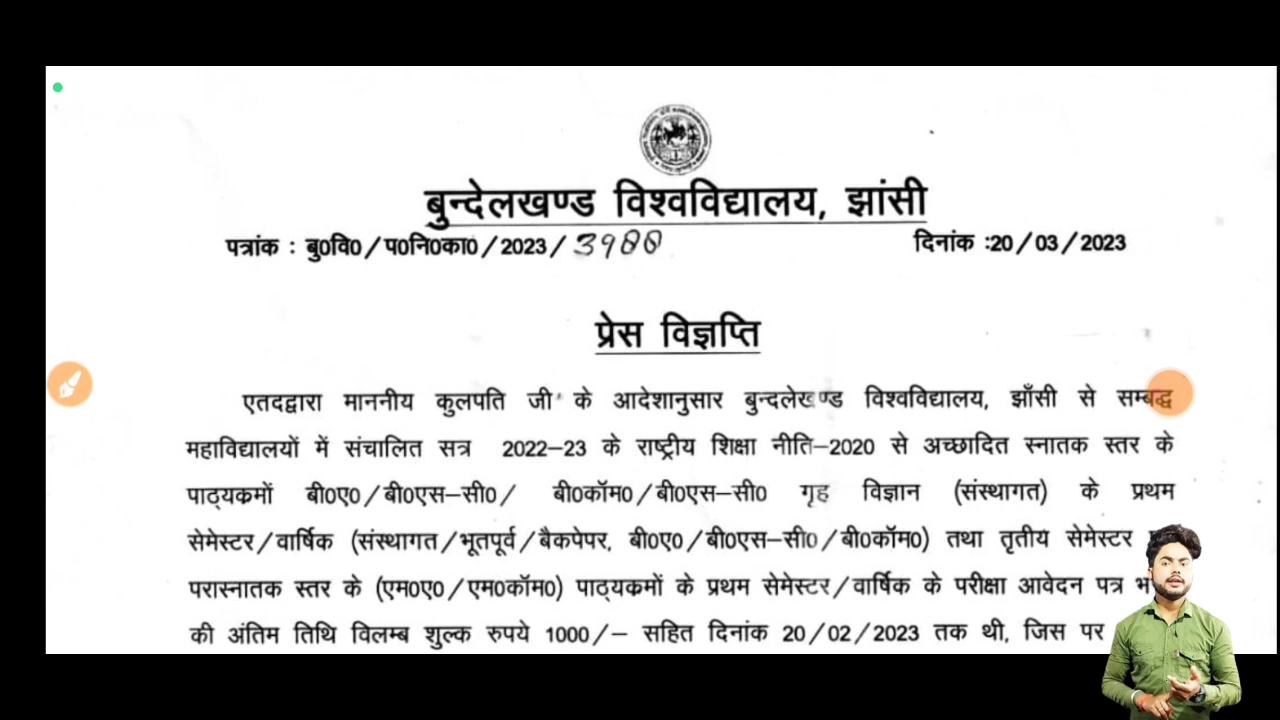 बुन्देलखण्ड विश्वविद्यालय, झांसी
पत्रांक : बु0वि0/प0नि0का0/2023/3988 दिनांक :20/03/2023
प्रेस विज्ञप्ति
एतदद्वारा माननीय कुलपति जी के आदेशानुसार बुन्दलेखण्ड विश्वविद्यालय, झाँसी से सम्बद्ध
महाविद्यालयों में संचालित सत्र 2022–23 के राष्ट्रीय शिक्षा नीति–2020 से अच्छादित स्नातक स्तर के
पाठ्यक्रमों बी0ए0/बी0एस–सी0/ बी0कॉम0/बी0एस–सी0 गृह विज्ञान (संस्थागत) के प्रथम
सेमेस्टर/वार्षिक (संस्थागत/भूतपूर्व/बैकपेपर, बी0ए0/बी0एस–सी0/बी0कॉम0) तथा तृतीय सेमेस्टर
परास्नातक स्तर के (एम0ए0/एम0कॉम0) पाठ्यक्रमों के प्रथम सेमेस्टर/वार्षिक के परीक्षा आवेदन पत्र
की अंतिम तिथि विलम्ब शुल्क रुपये 1000/– सहित दिनांक 20/02/2023 तक थी, जिस पर